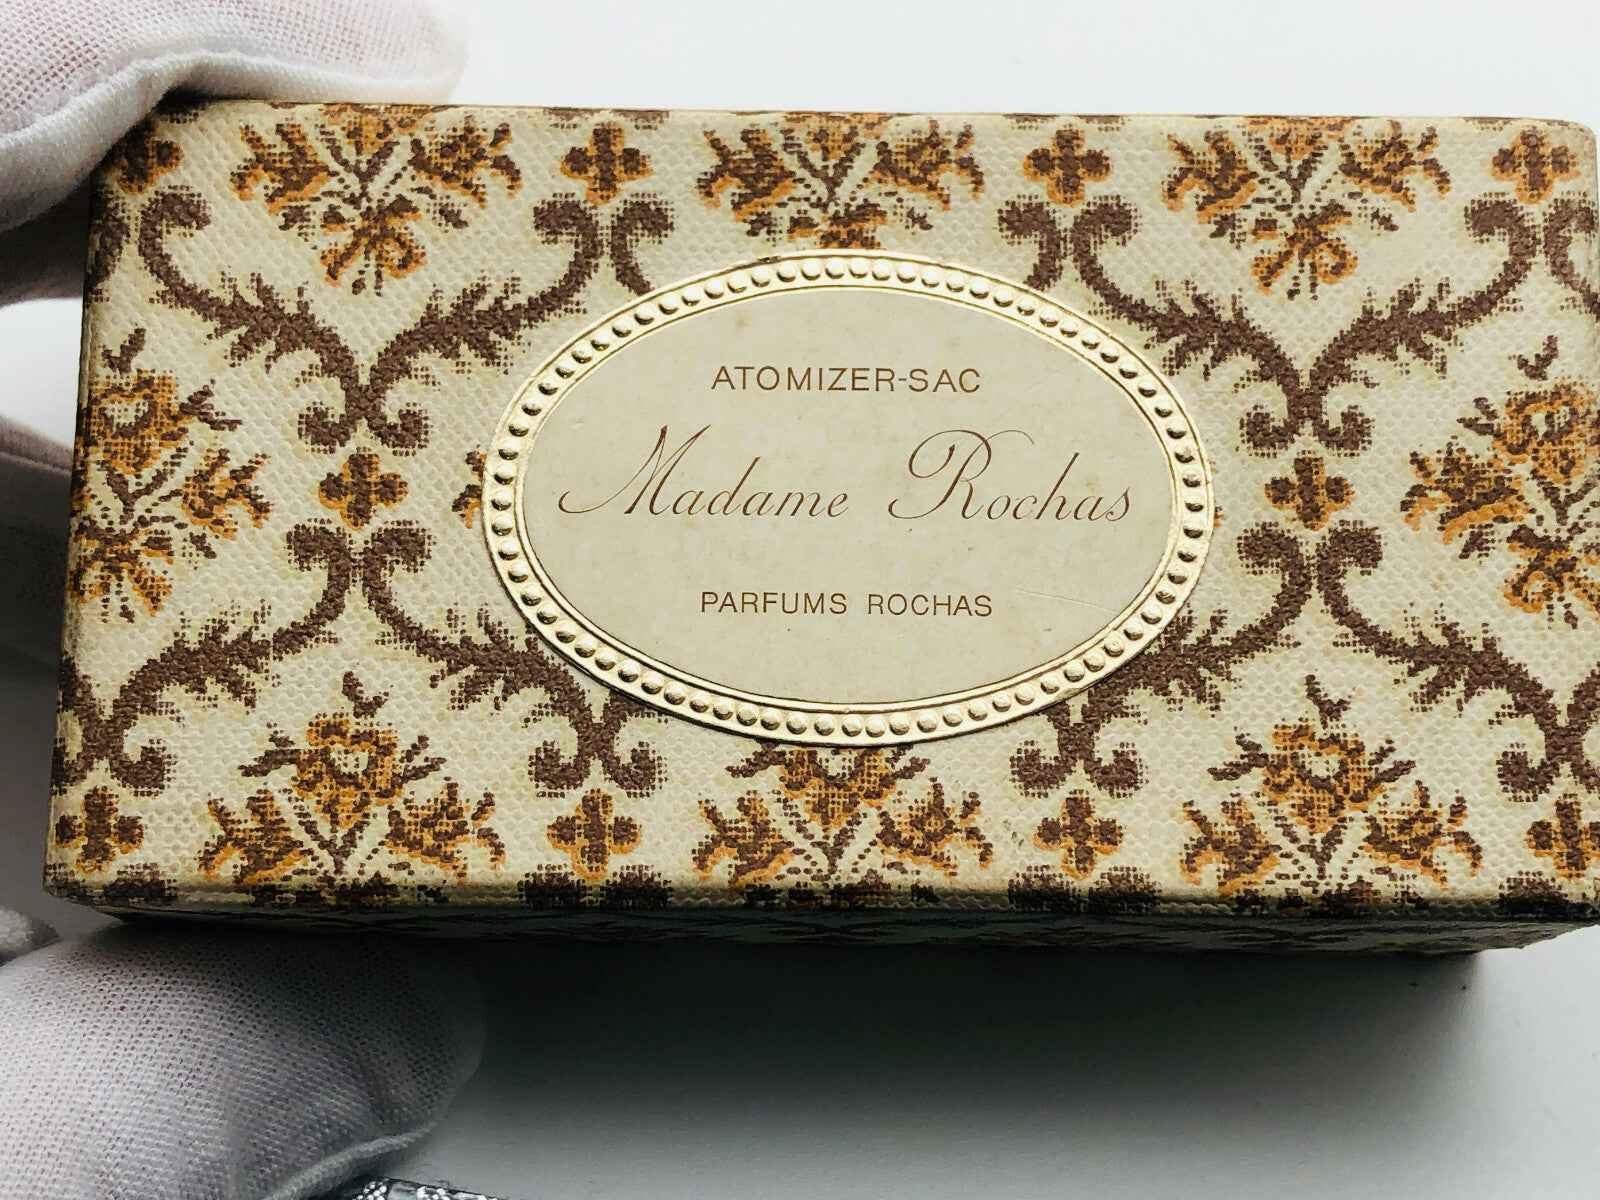 ATOMIZER-SAC
Madame Rochas
PARFUMS ROCHAS